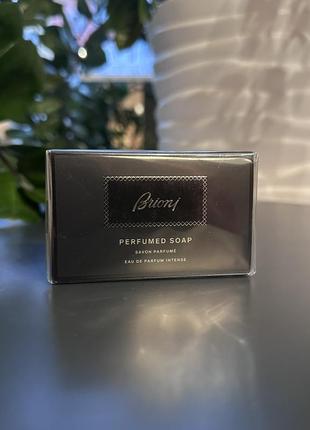 Brioni
PERFUMED SOAP
SAVON PARFUMÉ
EAU DE PARFUM INTENSE